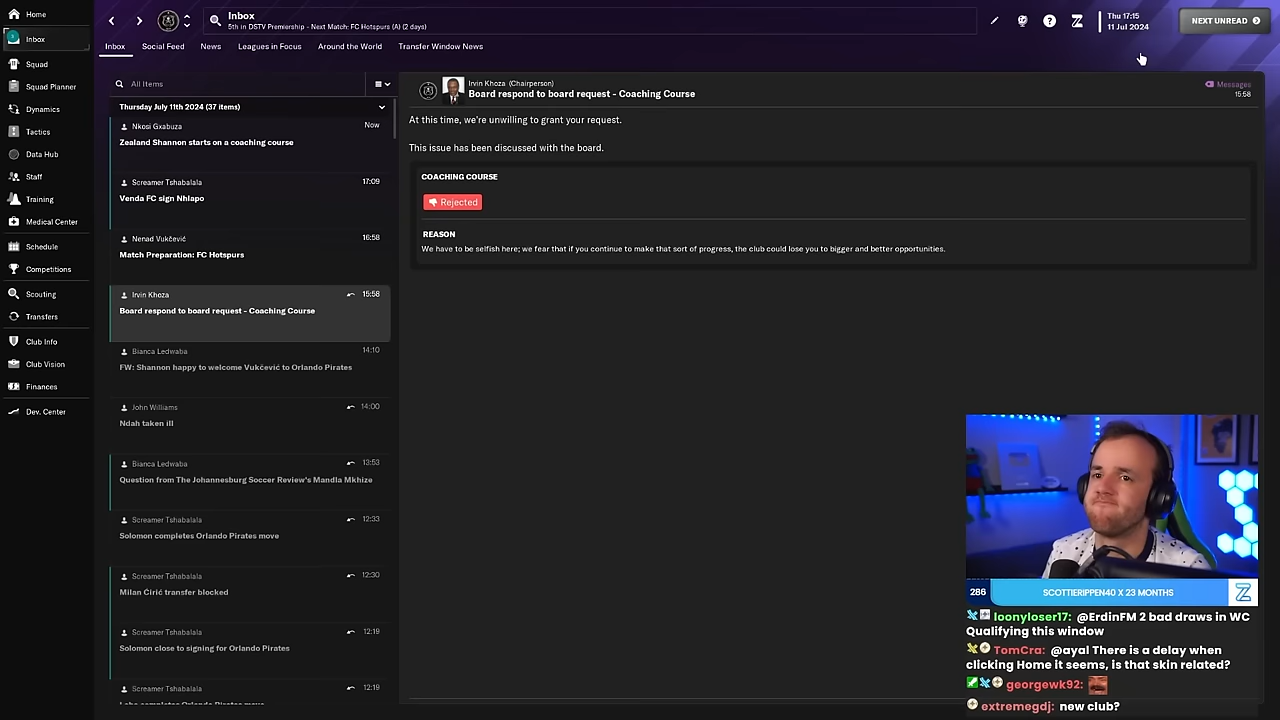 Home
Inbox
Squad
Squad Planner
Dynamics
Tactics
Data Hub
Staff
Training
Medical Center
Schedule
Competitions
Scouting
Transfers
Club Info
Club Vision
Finances
Dev. Center
Inbox
5th in DSTV Premiership - Next Match: FC Hotspurs (A) (2 days)
Thu 17:15
11 Jul 2024
NEXT UNREAD
Inbox
Social Feed
News
Leagues in Focus
Around the World
Transfer Window News
All Items
Thursday July 11th 2024 (37 items)
Nkosi Gxabuza
Now
Zealand Shannon starts on a coaching course
Screamer Tshabalala
17:09
Venda FC sign Nhlapo
Nenad Vukčević
16:58
Match Preparation: FC Hotspurs
Irvin Khoza
15:58
Board respond to board request - Coaching Course
Bianca Ledwaba
14:10
FW: Shannon happy to welcome Vukčević to Orlando Pirates
John Williams
14:00
Ndah taken ill
Bianca Ledwaba
13:53
Question from The Johannesburg Soccer Review's Mandla Mkhize
Screamer Tshabalala
12:33
Solomon completes Orlando Pirates move
Screamer Tshabalala
12:30
Milan Ćirić transfer blocked
Screamer Tshabalala
12:19
Solomon close to signing for Orlando Pirates
Screamer Tshabalala
12:19
completes Orlando Pirates move
Irvin Khoza (Chairperson)
Board respond to board request - Coaching Course
Messages
15:58
At this time, we're unwilling to grant your request.
This issue has been discussed with the board.
COACHING COURSE
Rejected
REASON
We have to be selfish here; we fear that if you continue to make that sort of progress, the club could lose you to bigger and better opportunities.
286
SCOTTIERIPPEN40 X 23 MONTHS
Z
loonyloser17: @ErdinFM 2 bad draws in WC
Qualifying this window
TomCra: @ayal There is a delay when
clicking Home it seems, is that skin related?
georgewk92:
extremegdj: new club?